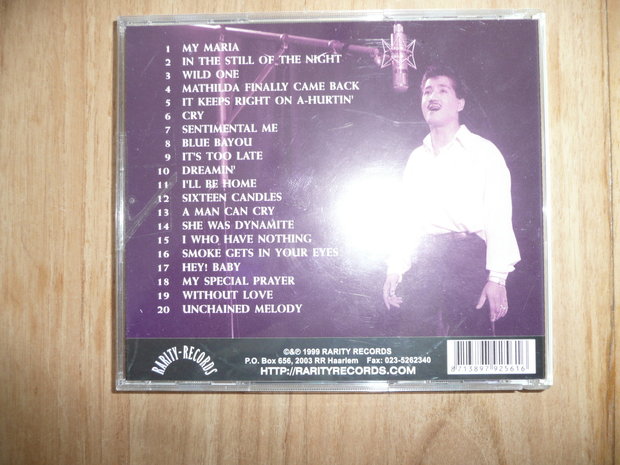 1 MY MARIA
2 IN THE STILL OF THE NIGHT
3 WILD ONE
4 MATHILDA FINALLY CAME BACK
5 IT KEEPS RIGHT ON A-HURTIN'
6 CRY
7 SENTIMENTAL ME
8 BLUE BAYOU
9 IT'S TOO LATE
10 DREAMIN'
11 I'LL BE HOME
12 SIXTEEN CANDLES
13 A MAN CAN CRY
14 SHE WAS DYNAMITE
15 I WHO HAVE NOTHING
16 SMOKE GETS IN YOUR EYES
17 HEY! BABY
18 MY SPECIAL PRAYER
19 WITHOUT LOVE
20 UNCHAINED MELODY
RARITY-RECORDS
©&℗ 1999 RARITY RECORDS
P.O. Box 656, 2003 RR Haarlem Fax: 023-5262340
HTTP://RARITYRECORDS.COM
8 713897 925616